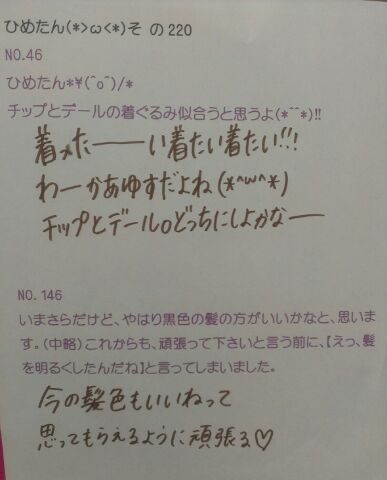 ひめたん(*>ω<*)そ の220
NO.46
ひめたん*\(^o^)/*
チップとデールの着ぐるみ似合うと思うよ(*^^*)!!
着たーーい着たい着たい!!!
わーかあゆすだよね(*^ω^*)
チップとデール。どっちにしよかなー
NO.146
いまさらだけど、やはり黒色の髪の方がいいかなと、思いま
す。(中略)これからも、頑張って下さいと言う前に、【えっ、髪
を明るくしたんだね】と言ってしまいました。
今の髪色もいいねって
思ってもらえるように頑張る♡